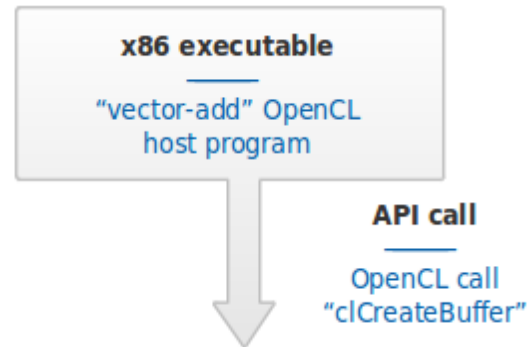 x86 executable
“vector-add” OpenCL
host program
API call
OpenCL call
“clCreateBuffer”